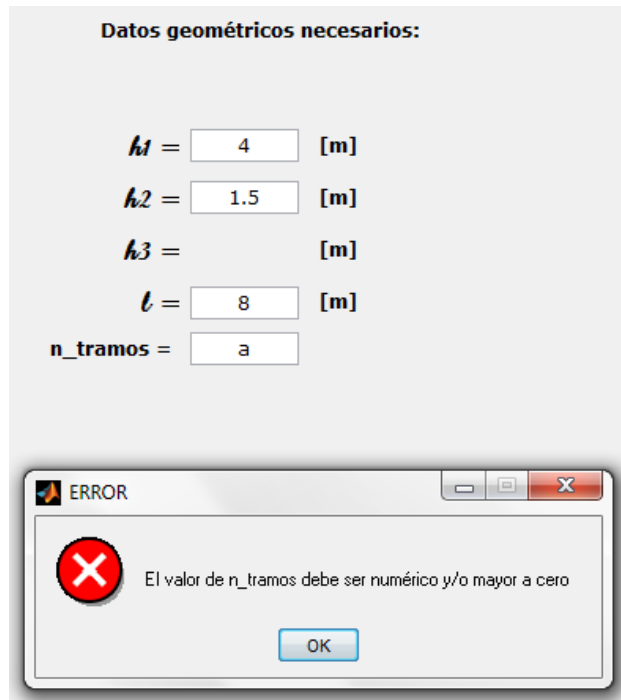 Datos geométricos necesarios:
h1 = 4 [m]
h2 = 1.5 [m]
h3 = [m]
l = 8 [m]
n_tramos = a
ERROR
El valor de n_tramos debe ser numérico y/o mayor a cero
OK